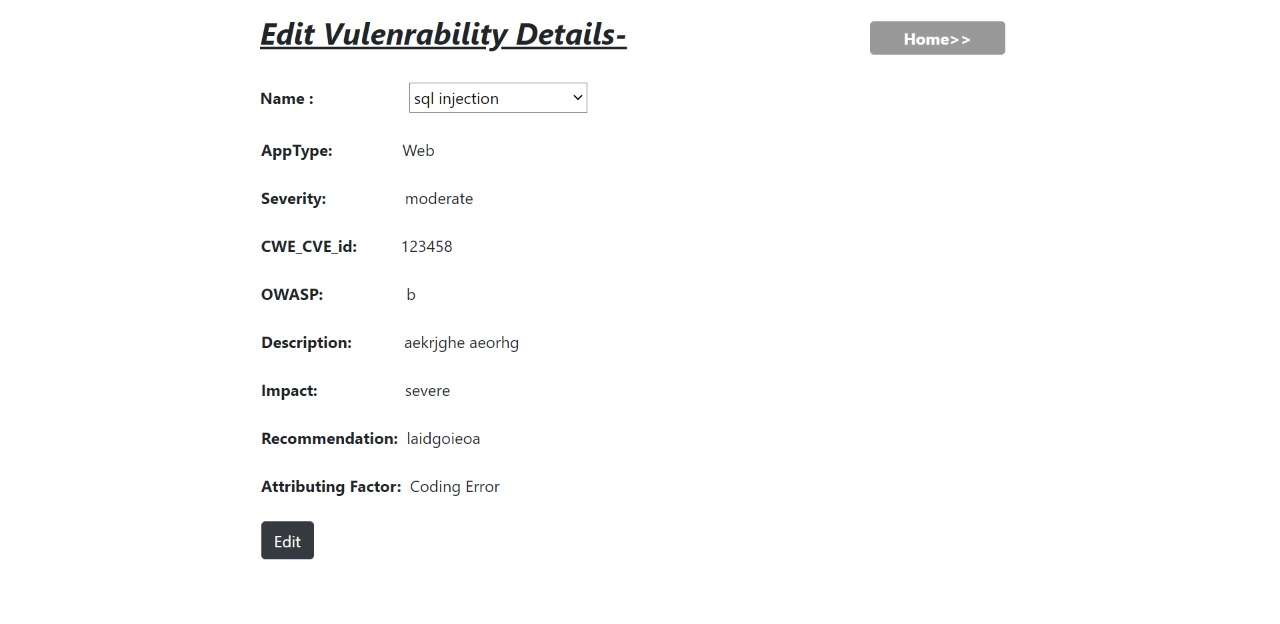 Edit Vulenrability Details-
Home>>
Name : sql injection
AppType: Web
Severity: moderate
CWE_CVE_id: 123458
OWASP: b
Description: aekrjghe aeorhg
Impact: severe
Recommendation: laidgoieoa
Attributing Factor: Coding Error
Edit